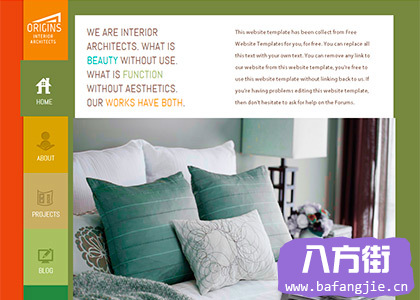 ORIGINS
INTERIOR
ARCHITECTS
HOME
ABOUT
PROJECTS
BLOG
WE ARE INTERIOR
ARCHITECTS. WHAT IS
BEAUTY WITHOUT USE.
WHAT IS FUNCTION
WITHOUT AESTHETICS.
OUR WORKS HAVE BOTH.
This website template has been collect from Free
Website Templates for you, for free. You can replace all
this text with your own text. You can remove any link to
our website from this website template, you're free to
use this website template without linking back to us. If
you're having problems editing this website template,
then don't hesitate to ask for help on the Forums.
八方街
www.bafangjie.cn